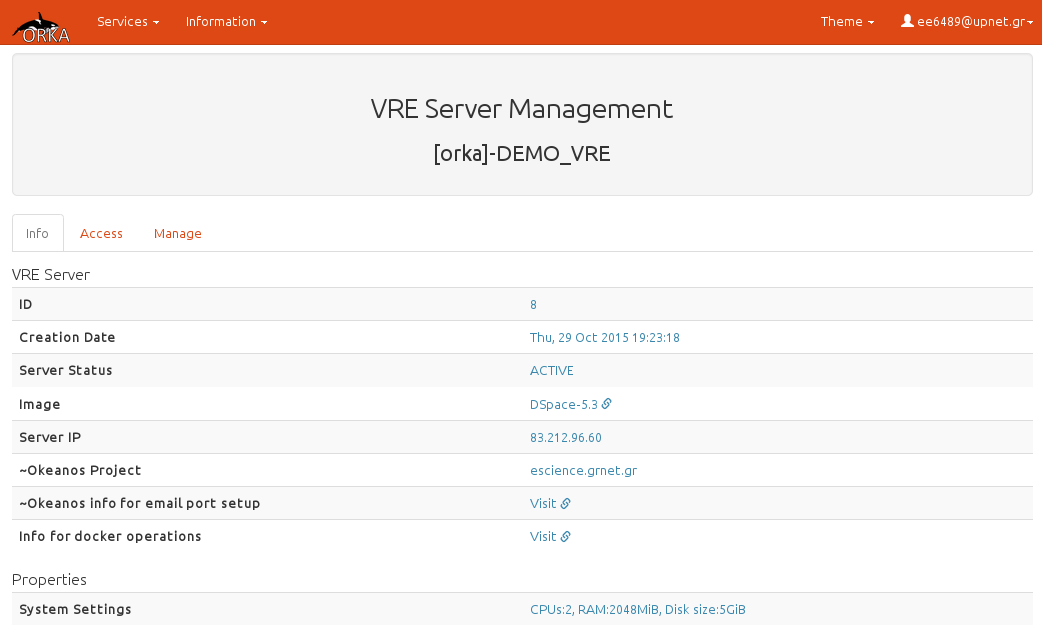 ORKA Services Information Theme ee6489@upnet.gr
VRE Server Management
[orka]-DEMO_VRE
Info Access Manage
VRE Server
ID 8
Creation Date Thu, 29 Oct 2015 19:23:18
Server Status ACTIVE
Image DSpace-5.3
Server IP 83.212.96.60
~Okeanos Project escience.grnet.gr
~Okeanos info for email port setup Visit
Info for docker operations Visit
Properties
System Settings CPUs:2, RAM:2048MiB, Disk size:5GiB